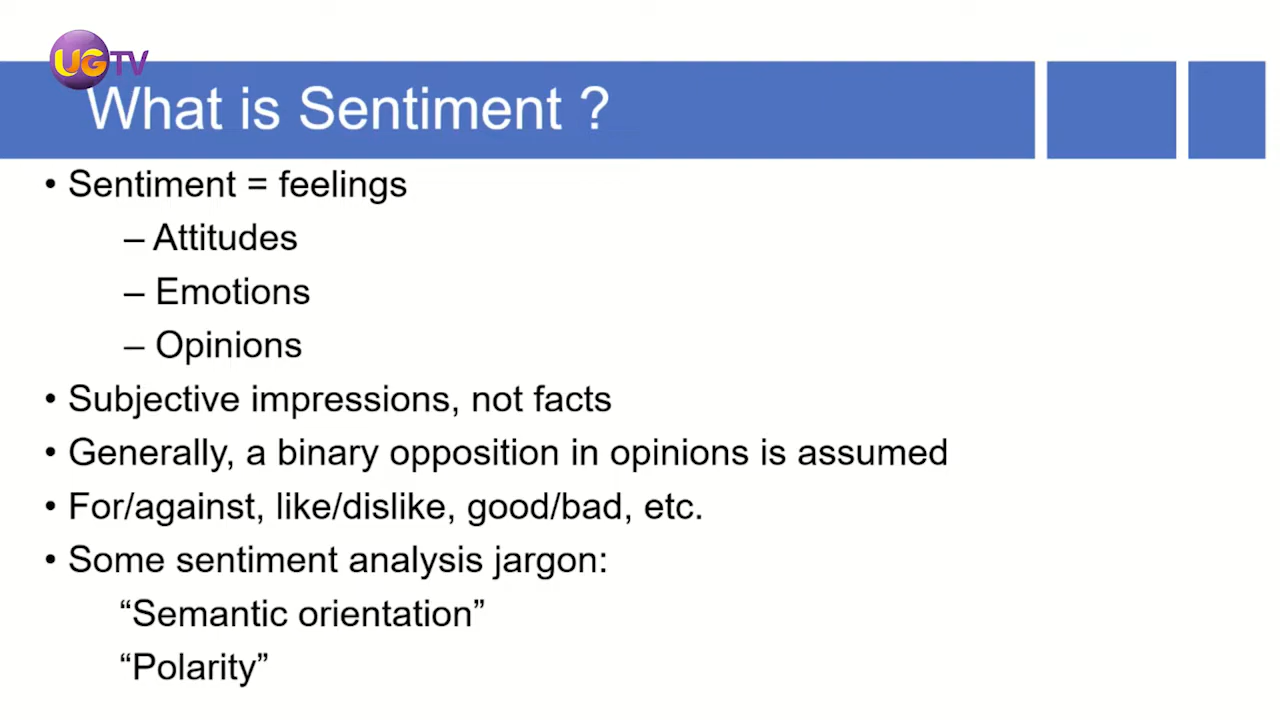 UGTV
What is Sentiment ?
• Sentiment = feelings
– Attitudes
– Emotions
– Opinions
• Subjective impressions, not facts
• Generally, a binary opposition in opinions is assumed
• For/against, like/dislike, good/bad, etc.
• Some sentiment analysis jargon:
“Semantic orientation”
“Polarity”